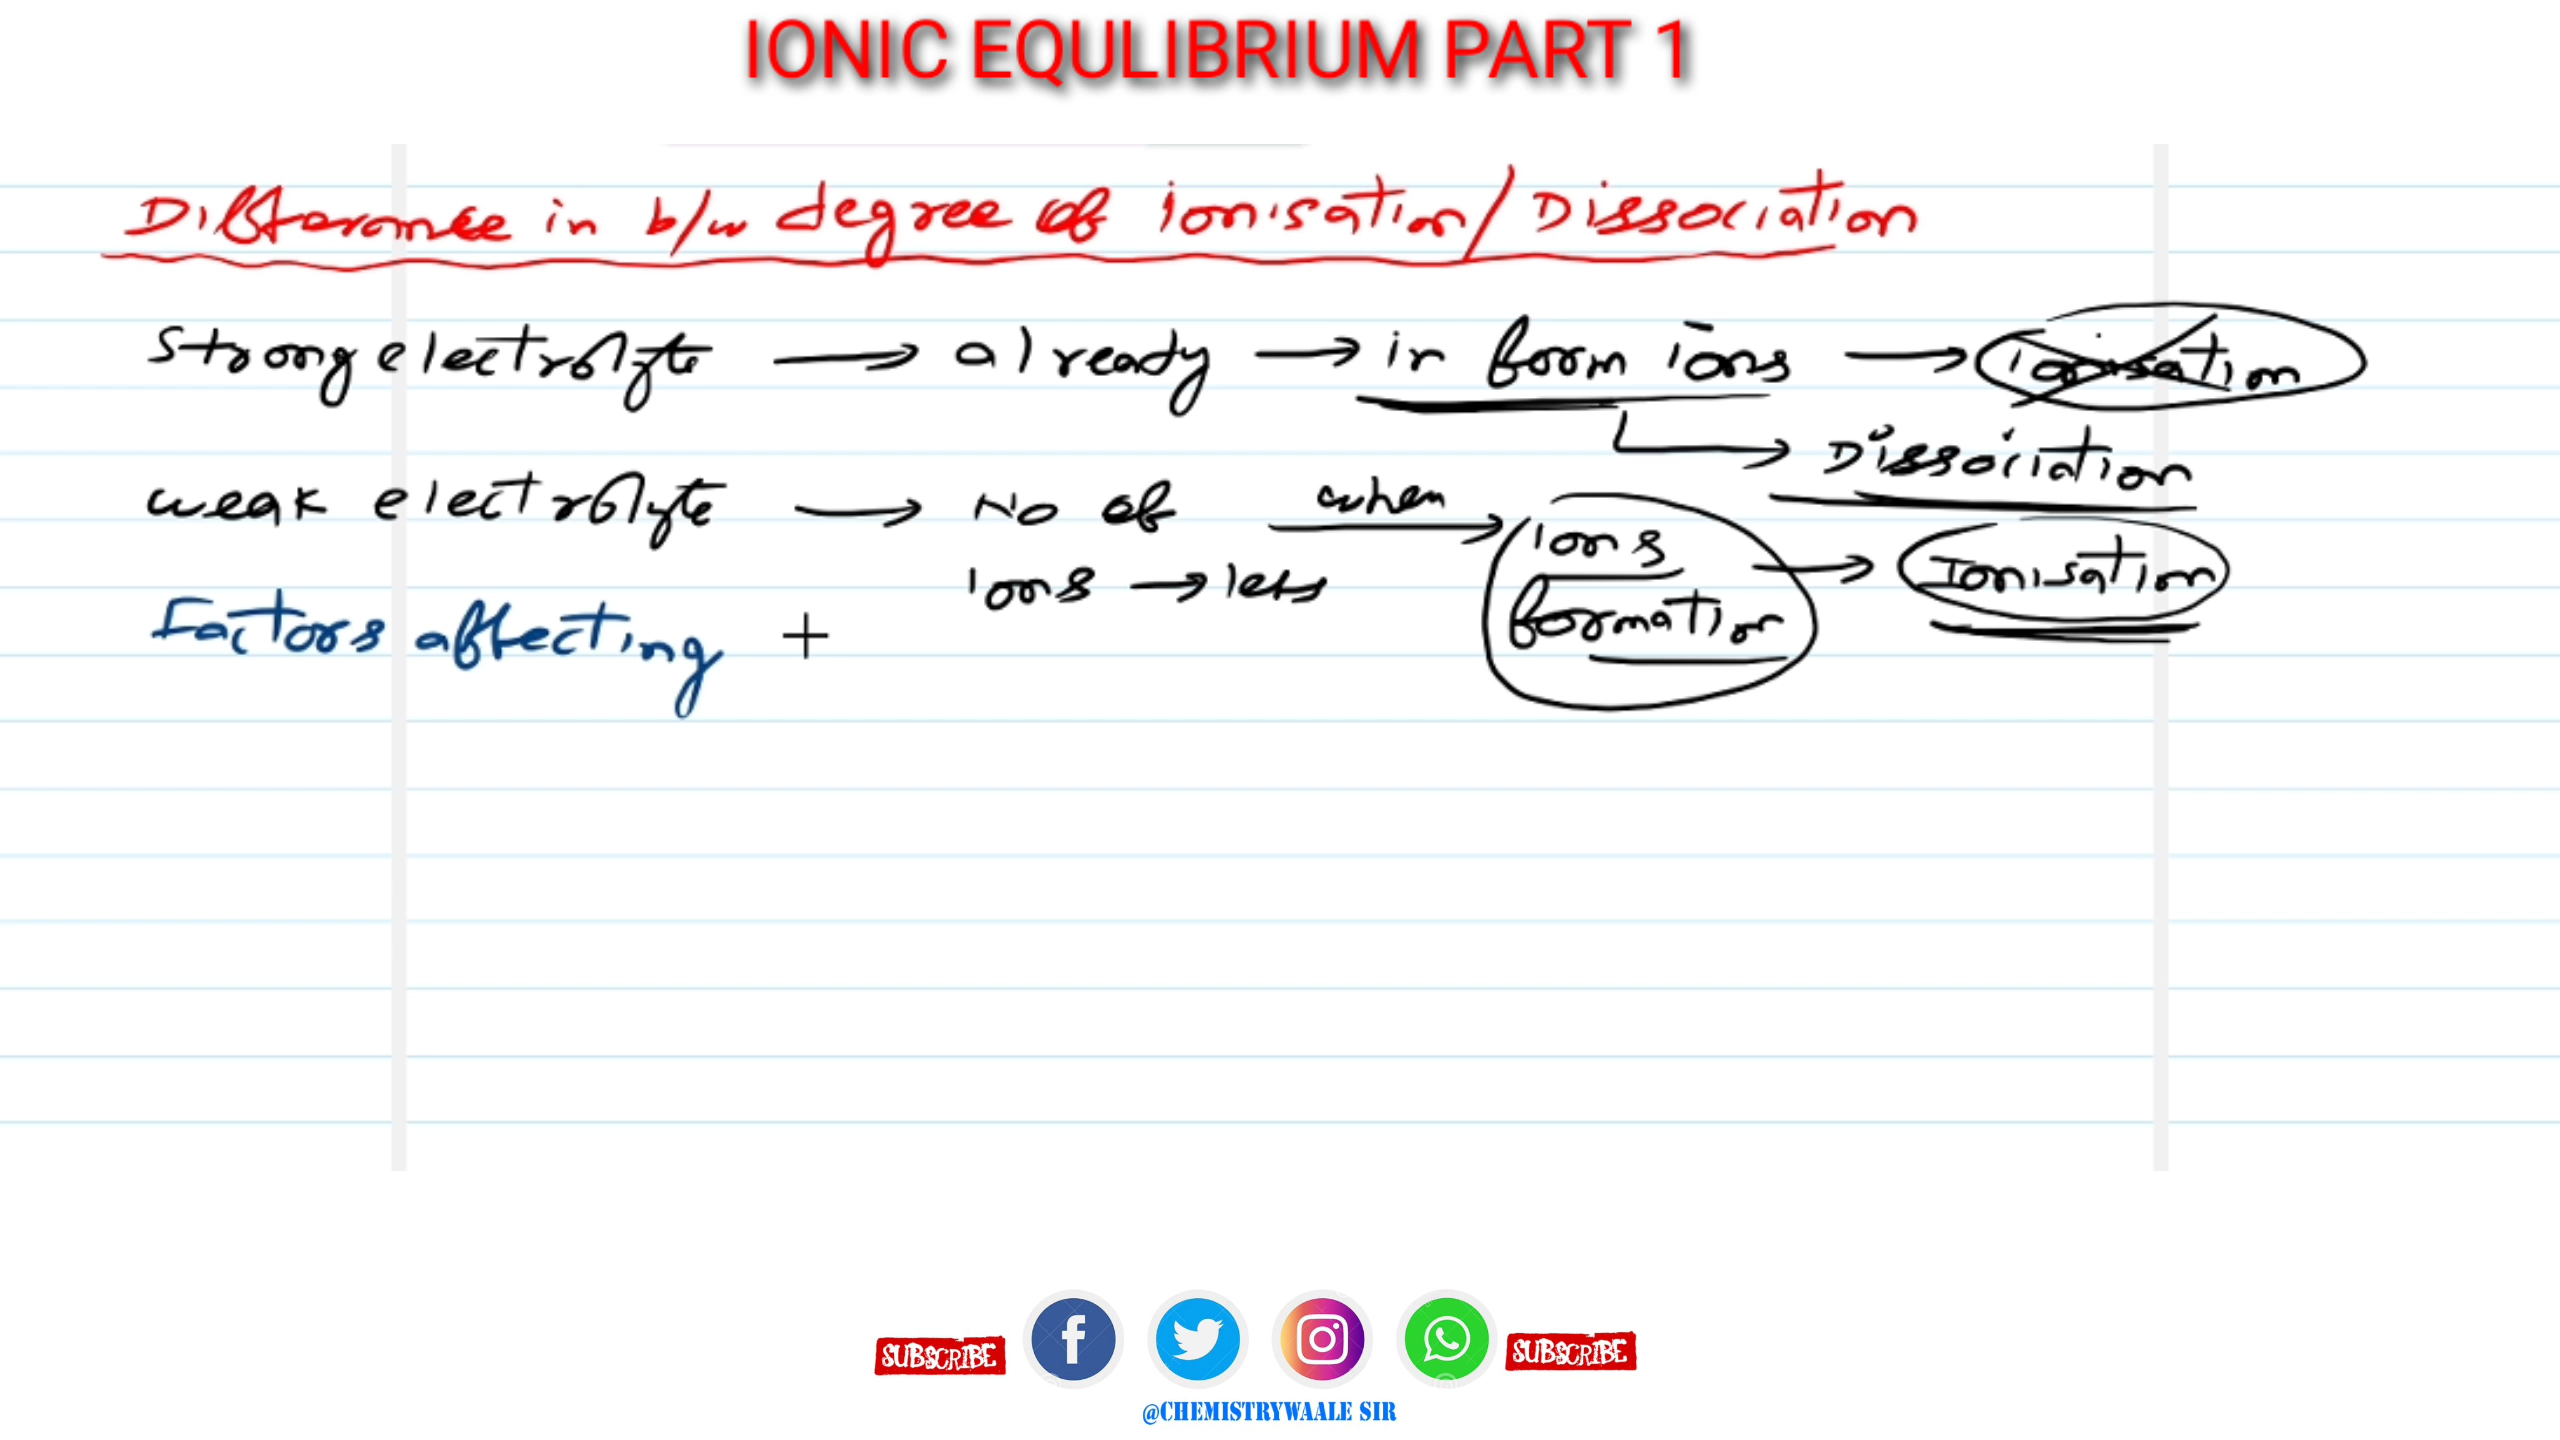 IONIC EQULIBRIUM PART 1
Difference in b/w degree of ionisation/Dissociation
Strong electrolyte → already → in form ions → ionisation
→ Dissociation
weak electrolyte → No of ions → less when → ions formation → Ionisation
Factors affecting
SUBSCRIBE SUBSCRIBE
@CHEMISTRYWAALE SIR